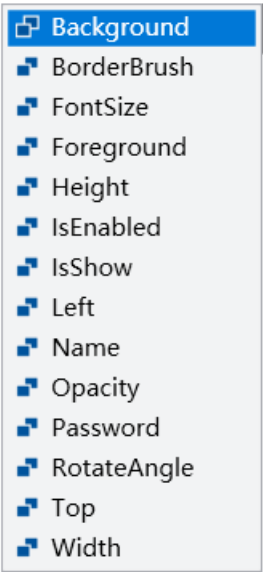 Background
BorderBrush
FontSize
Foreground
Height
IsEnabled
IsShow
Left
Name
Opacity
Password
RotateAngle
Top
Width